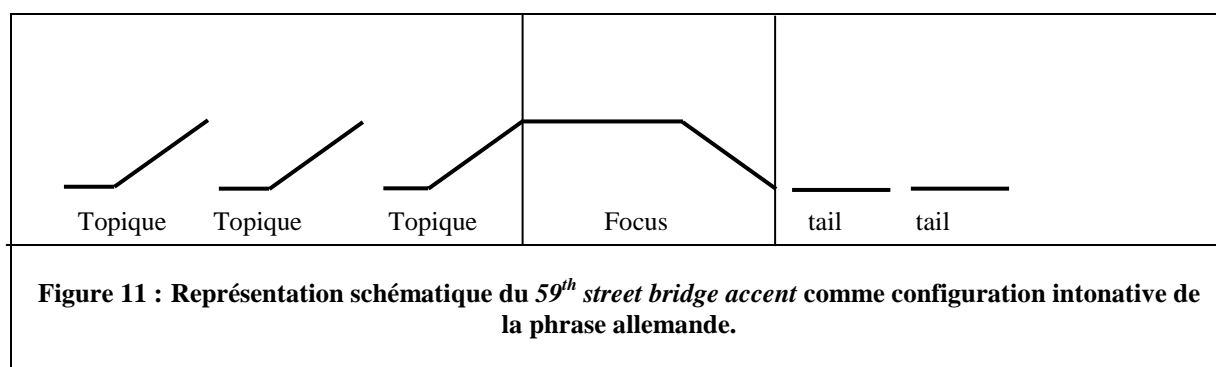 Topique Topique Topique Focus tail tail
Figure 11 : Représentation schématique du 59th street bridge accent comme configuration intonative de
la phrase allemande.